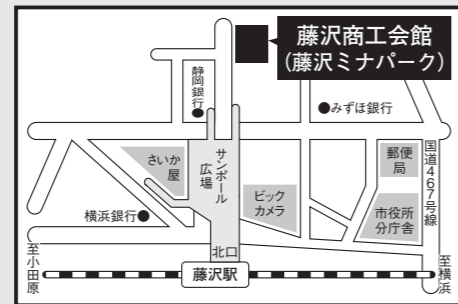 藤沢商工会館
(藤沢ミナパーク)
静岡銀行
●みずほ銀行
さいか
屋
サンパール
広場
ビック
カメラ
郵便
局
国道467号線
市役所
分庁舎
横浜銀行●
北口
至小田原
藤沢駅
至横浜